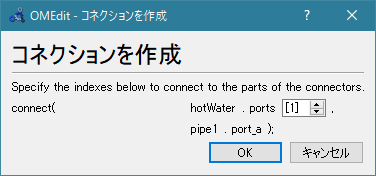 OMEdit - コネクションを作成
コネクションを作成
Specify the indexes below to connect to the parts of the connectors.
connect( hotWater . ports [1] ,
pipe1 . port_a );
OK キャンセル